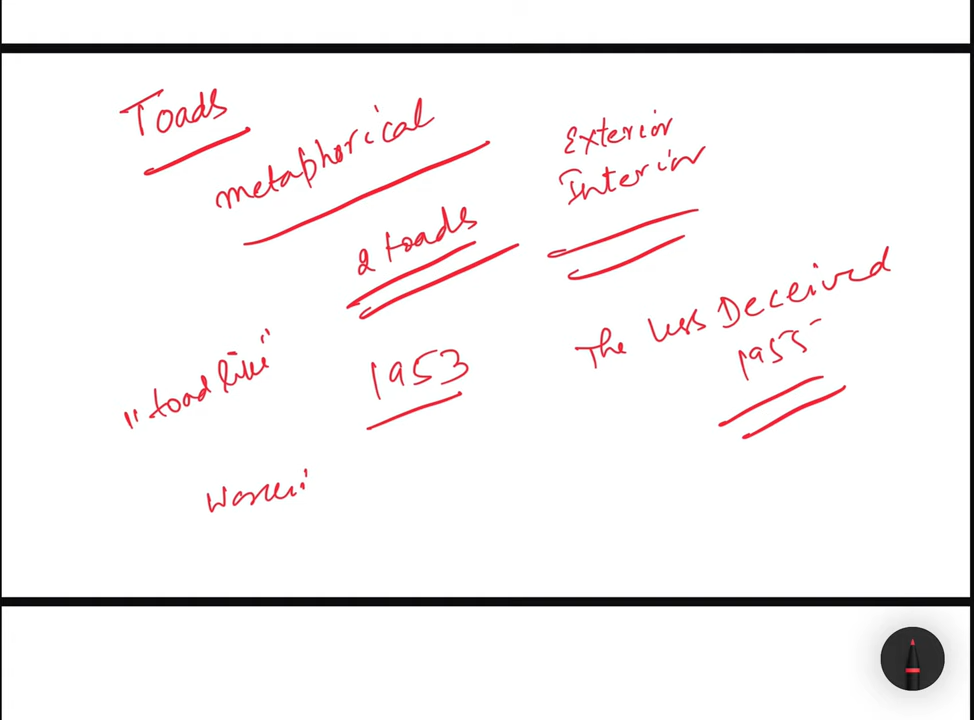 Toads
metaphorical
Exterior
Interior
2 toads
"toad like"
1953
The Less Deceived
1955